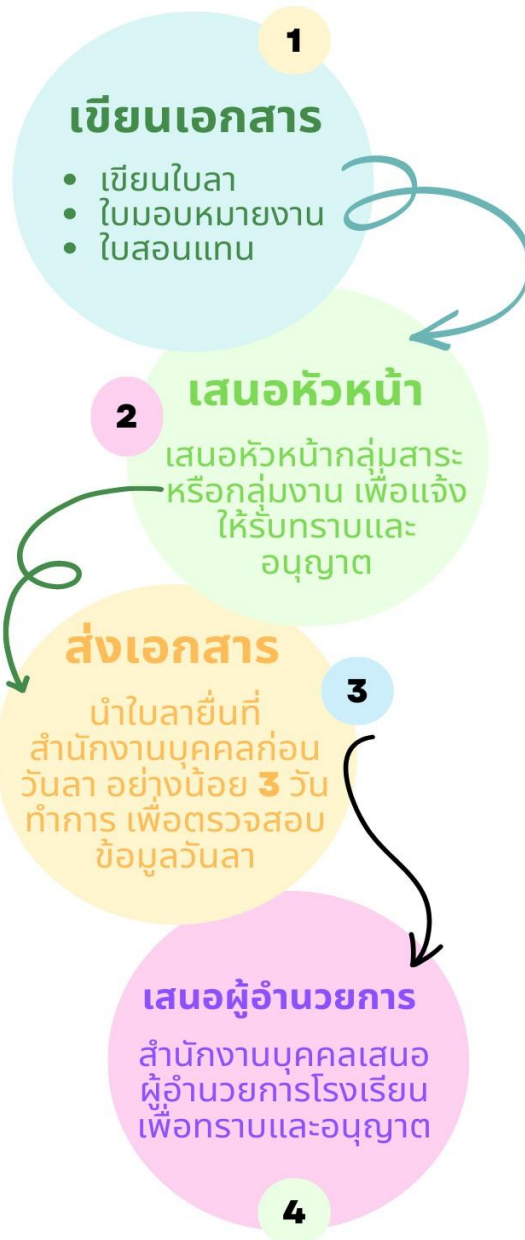 1
เขียนเอกสาร
• เขียนใบลา
• ใบมอบหมายงาน
• ใบสอนแทน
2
เสนอหัวหน้า
เสนอหัวหน้ากลุ่มสาระ
หรือกลุ่มงาน เพื่อแจ้ง
ให้รับทราบและ
อนุญาต
ส่งเอกสาร
3
นำใบลายื่นที่
สำนักงานบุคคลก่อน
วันลา อย่างน้อย 3 วัน
ทำการ เพื่อตรวจสอบ
ข้อมูลวันลา
เสนอผู้อำนวยการ
สำนักงานบุคคลเสนอ
ผู้อำนวยการโรงเรียน
เพื่อทราบและอนุญาต
4